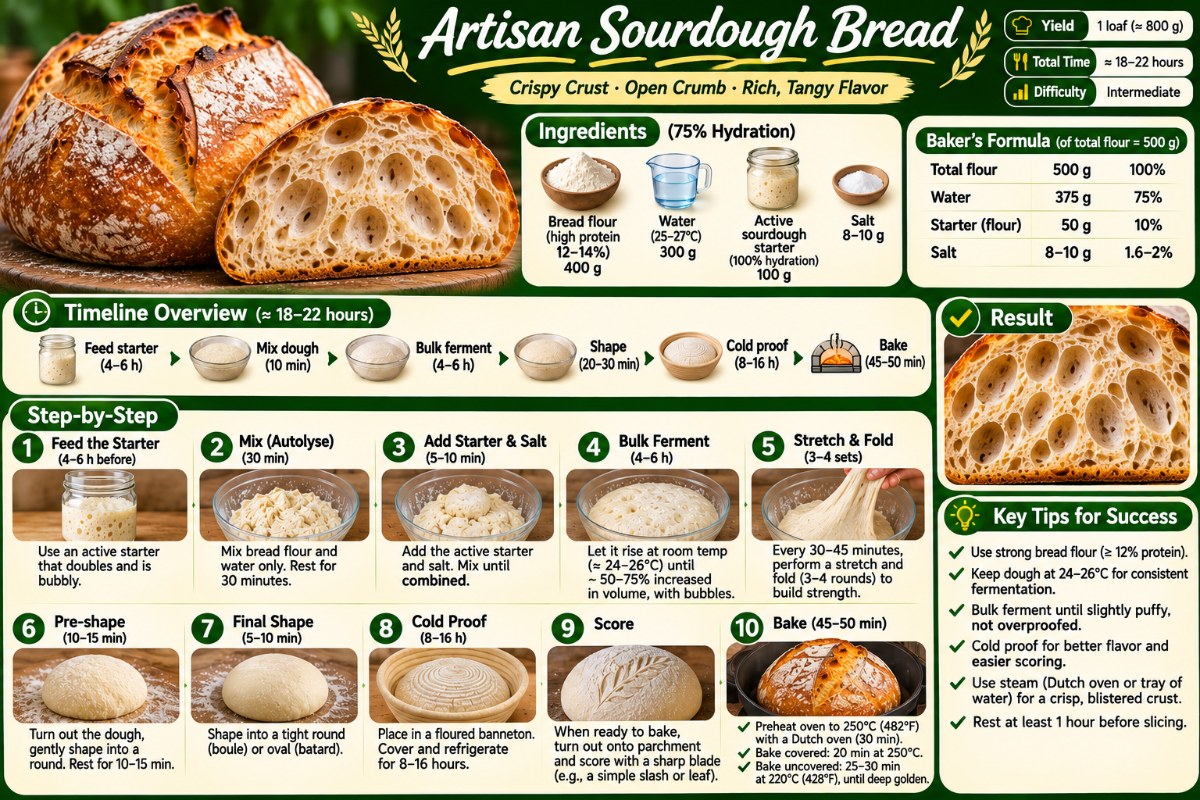 Artisan Sourdough Bread
Crispy Crust · Open Crumb · Rich, Tangy Flavor
Yield
1 loaf (≈ 800 g)
Total Time
≈ 18–22 hours
Difficulty
Intermediate
Ingredients (75% Hydration)
Bread flour
(high protein
12–14%)
400 g
Water
(25–27°C)
300 g
Active
sourdough
starter
(100% hydration)
100 g
Salt
8–10 g
Baker's Formula (of total flour = 500 g)
Total flour 500 g 100%
Water 375 g 75%
Starter (flour) 50 g 10%
Salt 8–10 g 1.6–2%
Timeline Overview (≈ 18–22 hours)
Feed starter
(4–6 h)
Mix dough
(10 min)
Bulk ferment
(4–6 h)
Shape
(20–30 min)
Cold proof
(8–16 h)
Bake
(45–50 min)
Result
Step-by-Step
1 Feed the Starter
(4–6 h before)
Use an active starter
that doubles and is
bubbly.
2 Mix (Autolyse)
(30 min)
Mix bread flour and
water only. Rest for
30 minutes.
3 Add Starter & Salt
(5–10 min)
Add the active starter
and salt. Mix until
combined.
4 Bulk Ferment
(4–6 h)
Let it rise at room temp
(≈ 24–26°C) until
~ 50–75% increased
in volume, with bubbles.
5 Stretch & Fold
(3–4 sets)
Every 30–45 minutes,
perform a stretch and
fold (3–4 rounds) to
build strength.
6 Pre-shape
(10–15 min)
Turn out the dough,
gently shape into a
round. Rest for 10–15 min.
7 Final Shape
(5–10 min)
Shape into a tight round
(boule) or oval (batard).
8 Cold Proof
(8–16 h)
Place in a floured banneton.
Cover and refrigerate
for 8–16 hours.
9 Score
When ready to bake,
turn out onto parchment
and score with a sharp blade
(e.g., a simple slash or leaf).
10 Bake (45–50 min)
Preheat oven to 250°C (482°F)
with a Dutch oven (30 min).
Bake covered: 20 min at 250°C.
Bake uncovered: 25–30 min
at 220°C (428°F), until deep golden.
Key Tips for Success
Use strong bread flour (≥ 12% protein).
Keep dough at 24–26°C for consistent
fermentation.
Bulk ferment until slightly puffy,
not overproofed.
Cold proof for better flavor and
easier scoring.
Use steam (Dutch oven or tray of
water) for a crisp, blistered crust.
Rest at least 1 hour before slicing.